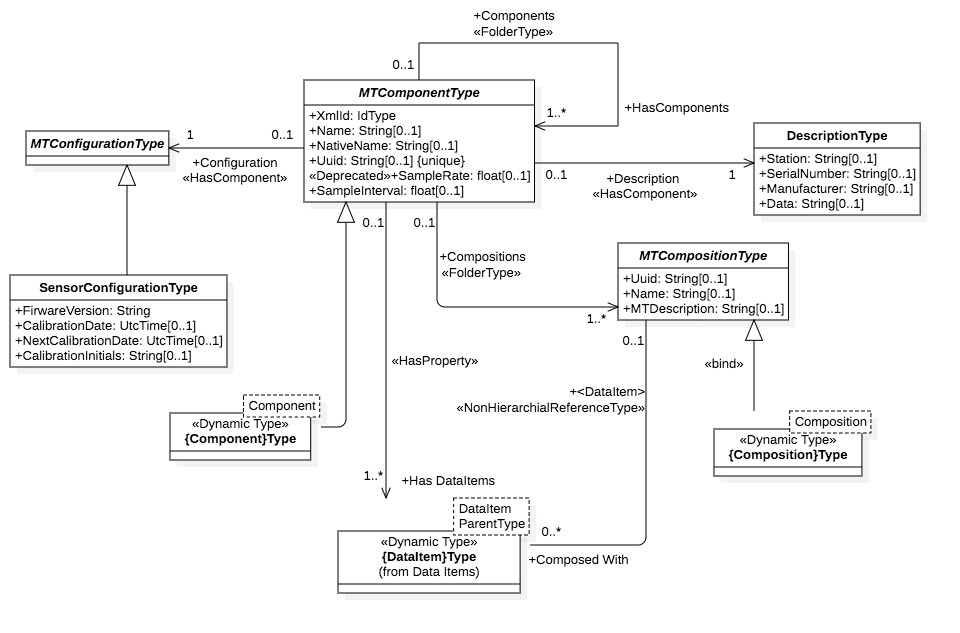 +Components
«FolderType»
0..1
MTComponentType
+XmlId: IdType
+Name: String[0..1]
+NativeName: String[0..1]
+Uuid: String[0..1] {unique}
«Deprecated»+SampleRate: float[0..1]
+SampleInterval: float[0..1]
1..*
+HasComponents
MTConfigurationType
1
0..1
+Configuration
«HasComponent»
DescriptionType
+Station: String[0..1]
+SerialNumber: String[0..1]
+Manufacturer: String[0..1]
+Data: String[0..1]
0..1
+Description
«HasComponent»
1
0..1
0..1
+Compositions
«FolderType»
1..*
MTCompositionType
+Uuid: String[0..1]
+Name: String[0..1]
+MTDescription: String[0..1]
SensorConfigurationType
+FirwareVersion: String
+CalibrationDate: UtcTime[0..1]
+NextCalibrationDate: UtcTime[0..1]
+CalibrationInitials: String[0..1]
0..1
«HasProperty»
«bind»
+<DataItem>
«NonHierarchialReferenceType»
Component
«Dynamic Type»
{Component}Type
Composition
«Dynamic Type»
{Composition}Type
1..*
+Has DataItems
DataItem
ParentType
«Dynamic Type»
{DataItem}Type
(from Data Items)
0..*
+Composed With